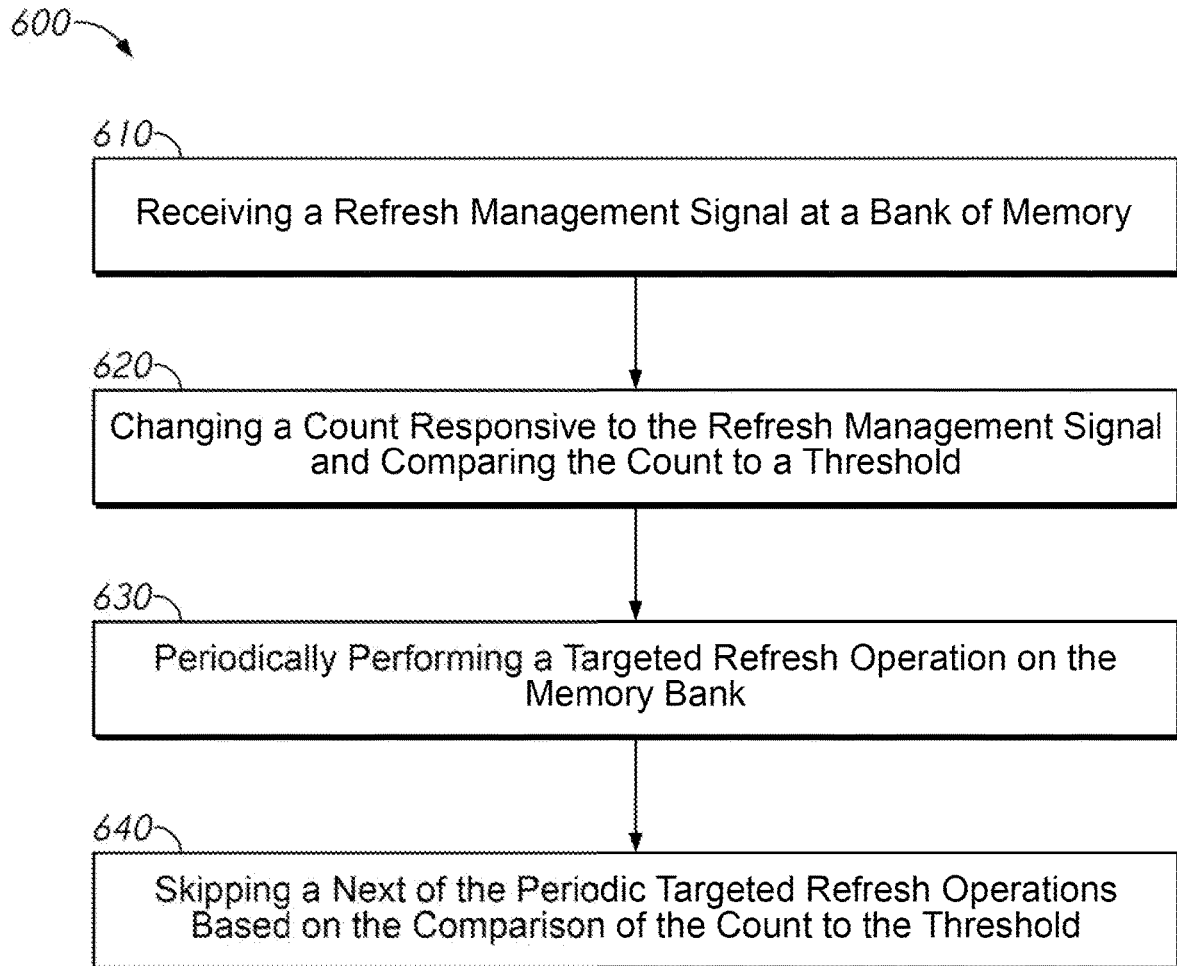 600
610
Receiving a Refresh Management Signal at a Bank of Memory
620
Changing a Count Responsive to the Refresh Management Signal
and Comparing the Count to a Threshold
630
Periodically Performing a Targeted Refresh Operation on the
Memory Bank
640
Skipping a Next of the Periodic Targeted Refresh Operations
Based on the Comparison of the Count to the Threshold